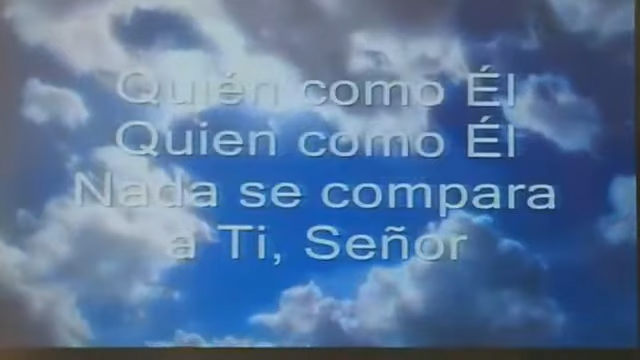 Quién como Él
Quien como Él
Nada se compara
a Ti, Señor